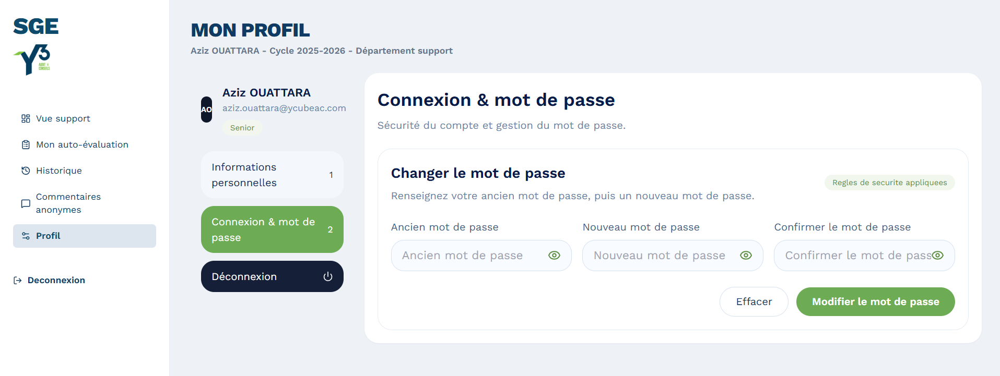 SGE
Y3
AUDIT & CONSEILS
Vue support
Mon auto-évaluation
Historique
Commentaires
anonymes
Profil
Deconnexion
MON PROFIL
Aziz OUATTARA - Cycle 2025-2026 - Département support
AO
Aziz OUATTARA
aziz.ouattara@ycubeac.com
Senior
Informations
personnelles
1
Connexion & mot de
passe
2
Déconnexion
Connexion & mot de passe
Sécurité du compte et gestion du mot de passe.
Changer le mot de passe
Renseignez votre ancien mot de passe, puis un nouveau mot de passe.
Regles de securite appliquees
Ancien mot de passe
Nouveau mot de passe
Confirmer le mot de passe
Ancien mot de passe
Nouveau mot de passe
Confirmer le mot de pass
Effacer
Modifier le mot de passe